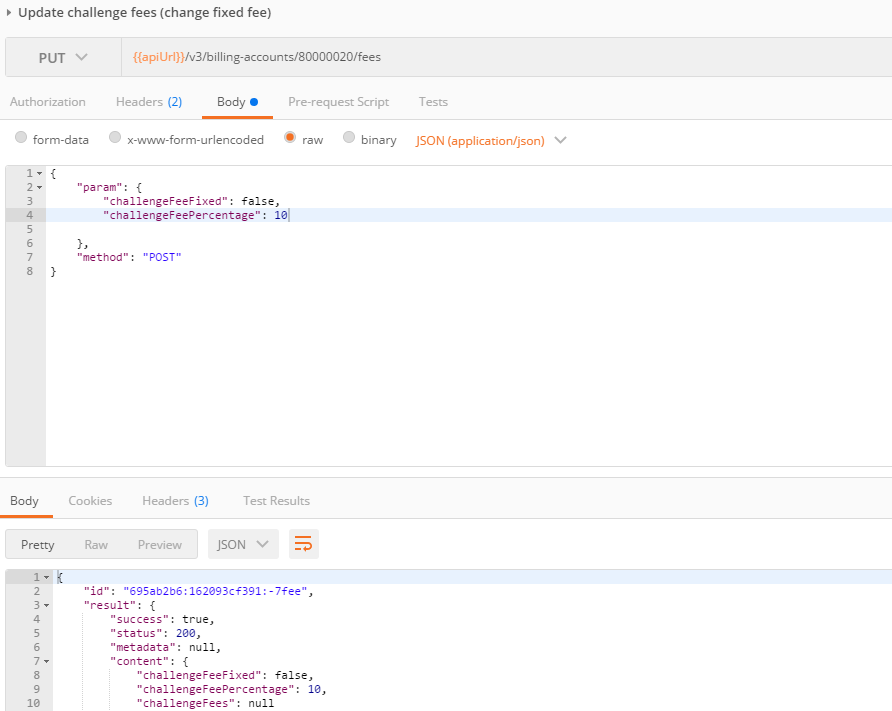 Update challenge fees (change fixed fee)
PUT {{apiUrl}}/v3/billing-accounts/80000020/fees
Authorization Headers (2) Body Pre-request Script Tests
form-data x-www-form-urlencoded raw binary JSON (application/json)
1 {
2 "param": {
3 "challengeFeeFixed": false,
4 "challengeFeePercentage": 10
5
6 },
7 "method": "POST"
8 }
Body Cookies Headers (3) Test Results
Pretty Raw Preview JSON
1 {
2 "id": "695ab2b6:162093cf391:-7fee",
3 "result": {
4 "success": true,
5 "status": 200,
6 "metadata": null,
7 "content": {
8 "challengeFeeFixed": false,
9 "challengeFeePercentage": 10,
10 "challengeFees": null